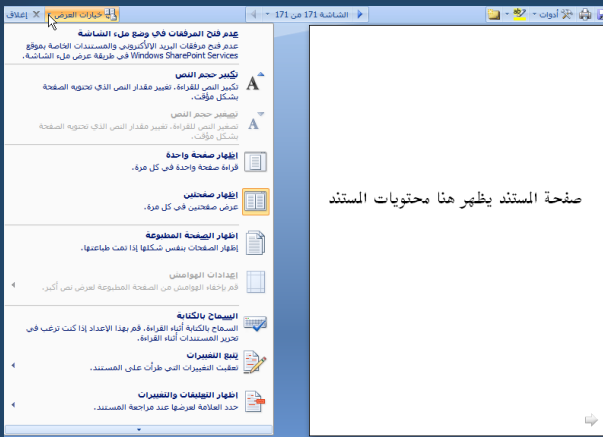 أدوات
الشاشة 171 من 171
خيارات العرض
إغلاق
عدم فتح المرفقات في وضع ملء الشاشة
عدم فتح مرفقات البريد الالأكتروني والمستندات الخاصة بموقع
Windows SharePoint Services في طريقة عرض ملء الشاشة.
تكبير حجم النص
تكبير النص للقراءة. تغيير مقدار النص الذي تحتويه الصفحة
بشكل مؤقت.
تصغير حجم النص
تصغير النص للقراءة. تغيير مقدار النص الذي تحتويه الصفحة
بشكل مؤقت.
إظهار صفحة واحدة
قراءة صفحة واحدة في كل مرة.
إظهار صفحتين
عرض صفحتين في كل مرة.
إظهار الصفحة المطبوعة
إظهار الصفحات بنفس شكلها إذا تمت طباعتها.
إعدادات الهوامش
قم بإخفاء الهوامش من الصفحة المطبوعة لعرض نص أكبر.
السماح بالكتابة
السماح بالكتابة أثناء القراءة. قم بهذا الإعداد إذا كنت ترغب في
تحرير المستندات أثناء القراءة.
تتبع التغييرات
تعقبت التغييرات التي طرأت على المستند.
إظهار التعليقات والتغييرات
حدد العلامة لعرضها عند مراجعة المستند.
صفحة المستند يظهر هنا محتويات المستند